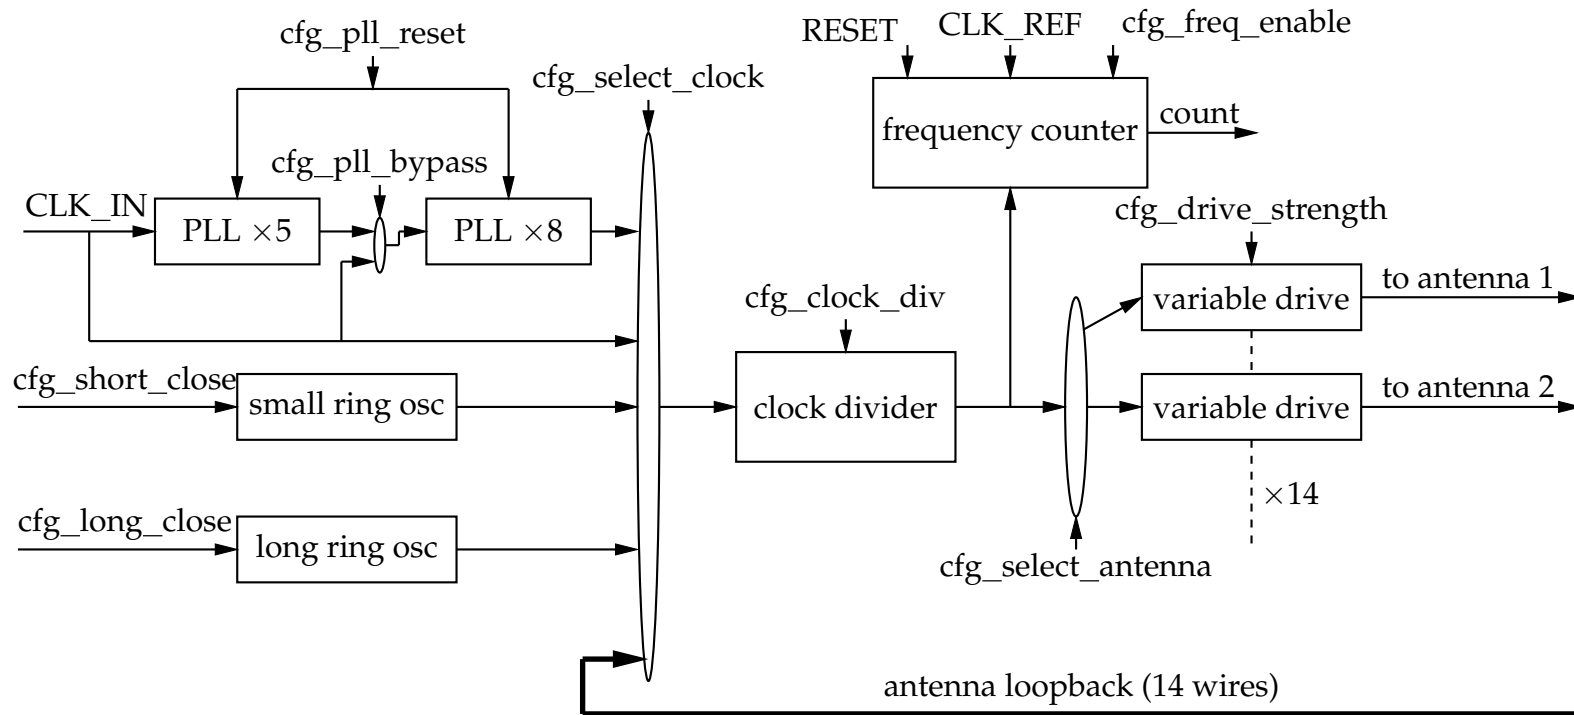 cfg_pll_reset
RESET
CLK_REF
cfg_freq_enable
cfg_select_clock
frequency counter
count
cfg_pll_bypass
CLK_IN
PLL ×5
PLL ×8
cfg_drive_strength
variable drive
to antenna 1
cfg_clock_div
cfg_short_close
small ring osc
clock divider
variable drive
to antenna 2
×14
cfg_long_close
long ring osc
cfg_select_antenna
antenna loopback (14 wires)